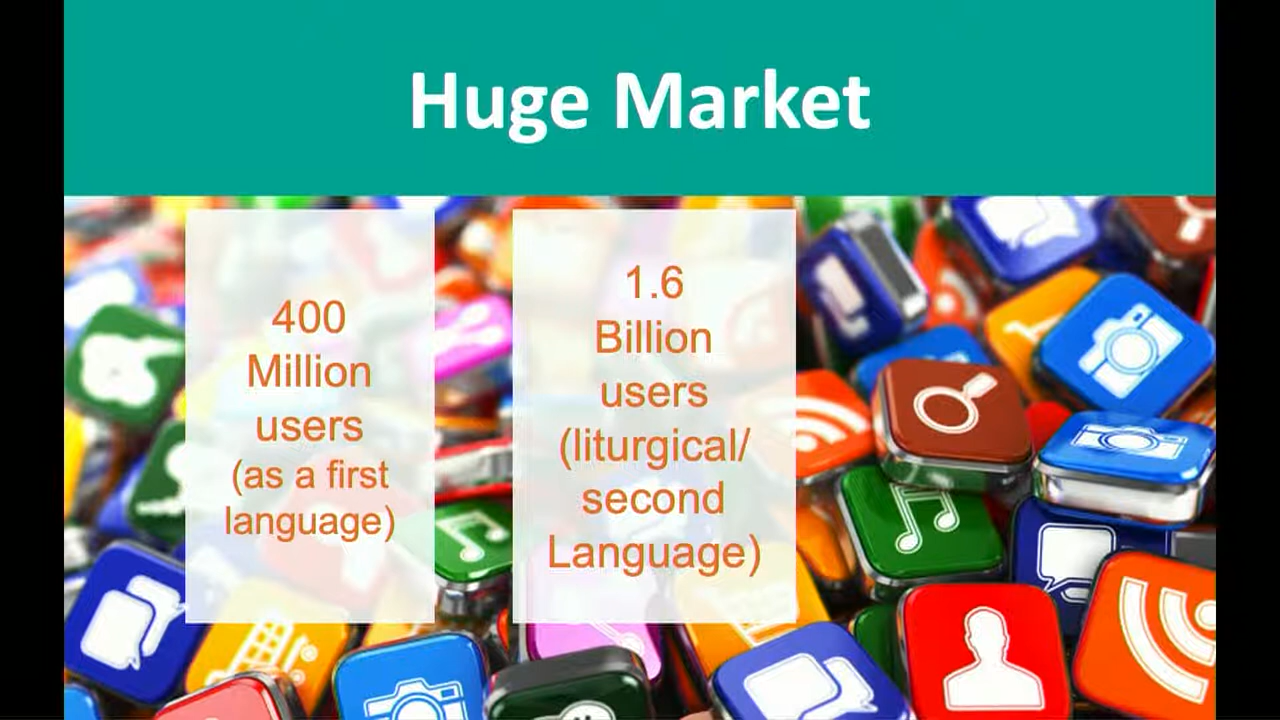 Huge Market
400
Million
users
(as a first
language)
1.6
Billion
users
(liturgical/
second
Language)